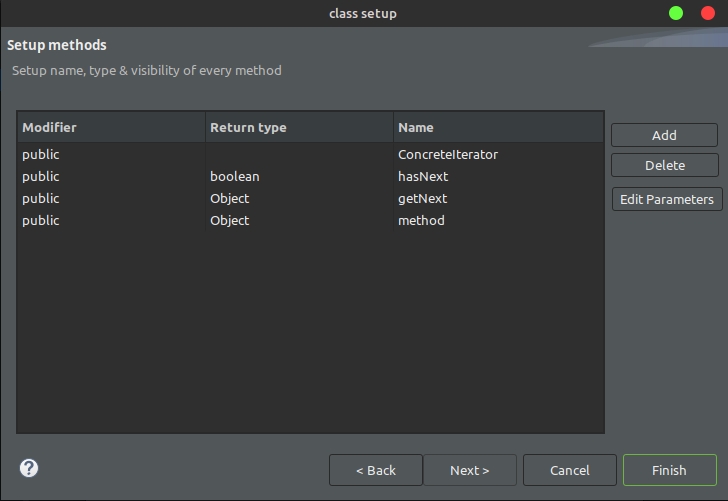 class setup
Setup methods
Setup name, type & visibility of every method
Modifier Return type Name
public ConcreteIterator
public boolean hasNext
public Object getNext
public Object method
Add
Delete
Edit Parameters
? < Back Next > Cancel Finish